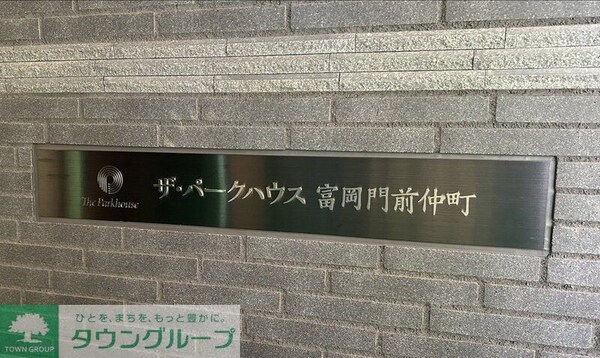 The Parkhouse
ザ・パークハウス 富岡門前仲町
TOWN GROUP
ひとを、まちを、もっと豊かに。
タウングループ